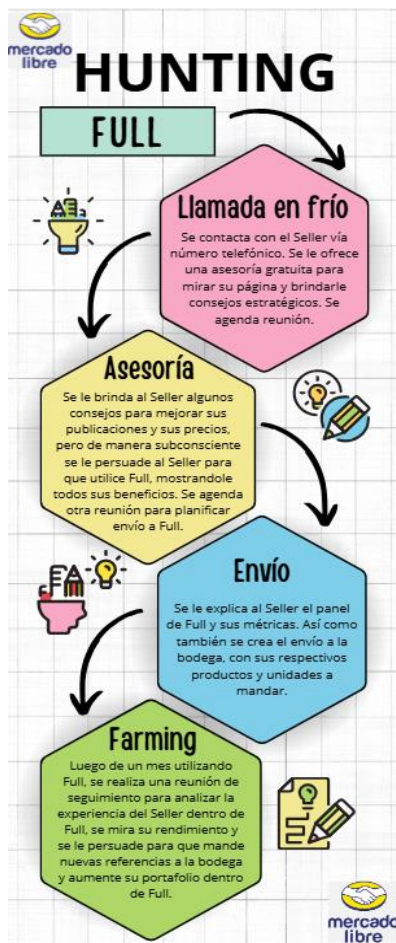 mercado
libre
HUNTING
FULL
Llamada en frío
Se contacta con el Seller vía
número telefónico. Se le ofrece
una asesoría gratuita para
mirar su página y brindarle
consejos estratégicos. Se
agenda reunión.
Asesoría
Se le brinda al Seller algunos
consejos para mejorar sus
publicaciones y sus precios,
pero de manera subconsciente
se le persuade al Seller para
que utilice Full, mostrandole
todos sus beneficios. Se agenda
otra reunión para planificar
envío a Full.
Envío
Se le explica al Seller el panel
de Full y sus métricas. Así como
también se crea el envío a la
bodega, con sus respectivos
productos y unidades a
mandar.
Farming
Luego de un mes utilizando
Full, se realiza una reunión de
seguimiento para analizar la
experiencia del Seller dentro de
Full, se mira su rendimiento y
se le persuade para que mande
nuevas referencias a la bodega
y aumente su portafolio dentro
de Full.
mercado
libre